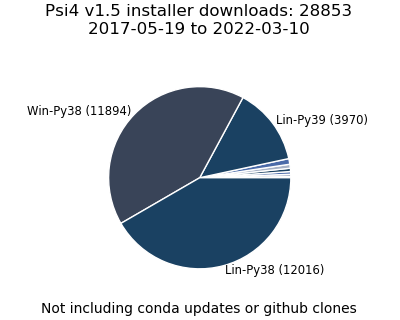 Psi4 v1.5 installer downloads: 28853
2017-05-19 to 2022-03-10
Win-Py38 (11894)
Lin-Py39 (3970)
Lin-Py38 (12016)
Not including conda updates or github clones